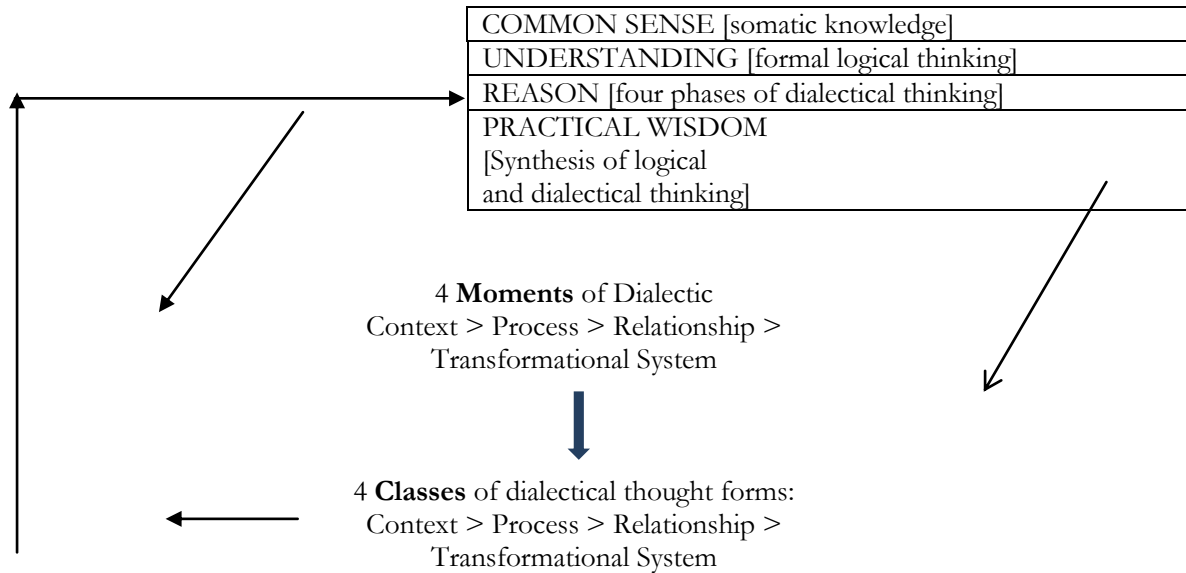 COMMON SENSE [somatic knowledge]
UNDERSTANDING [formal logical thinking]
REASON [four phases of dialectical thinking]
PRACTICAL WISDOM
[Synthesis of logical
and dialectical thinking]
4 Moments of Dialectic
Context > Process > Relationship >
Transformational System
4 Classes of dialectical thought forms:
Context > Process > Relationship >
Transformational System